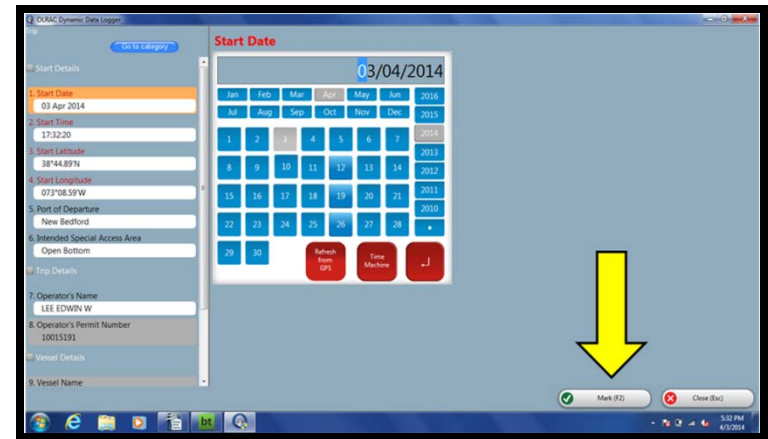 OLRAC Dynamic Data Logger
Trip
Go to category
Start Details
1. Start Date
03 Apr 2014
2. Start Time
17:32:20
3. Start Latitude
38°44.89'N
4. Start Longitude
073°08.59'W
5. Port of Departure
New Bedford
6. Intended Special Access Area
Open Bottom
Trip Details
7. Operator's Name
LEE EDWIN W
8. Operator's Permit Number
10015191
Vessel Details
9. Vessel Name
Start Date
03/04/2014
Jan Feb Mar Apr May Jun 2016
Jul Aug Sep Oct Nov Dec 2015
1 2 3 4 5 6 7 2014
2013
8 9 10 11 12 13 14 2012
15 16 17 18 19 20 21 2011
2010
22 23 24 25 26 27 28
29 30
Refresh
from
GPS
Time
Machine
Mark (F2)
Close (Esc)
bt
5:32 PM
4/3/2014